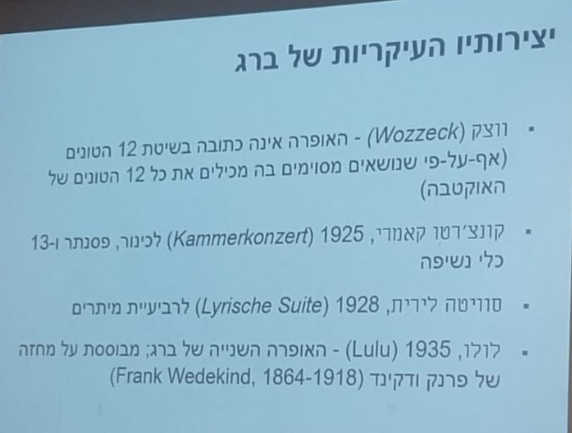 יצירותיו העיקריות של ברג
▪ ווצק (Wozzeck) - האופרה אינה כתובה בשיטת 12 הטונים
(אף-על-פי שנושאים מסוימים בה מכילים את כל 12 הטונים של
האוקטבה)
▪ קונצ'רטו קאמרי, 1925 (Kammerkonzert) לכינור, פסנתר ו-13
כלי נשיפה
▪ סוויטה לירית, 1928 (Lyrische Suite) לרביעיית מיתרים
▪ לולו, 1935 (Lulu) - האופרה השנייה של ברג; מבוססת על מחזה
של פרנק ודקינד (Frank Wedekind, 1864-1918)